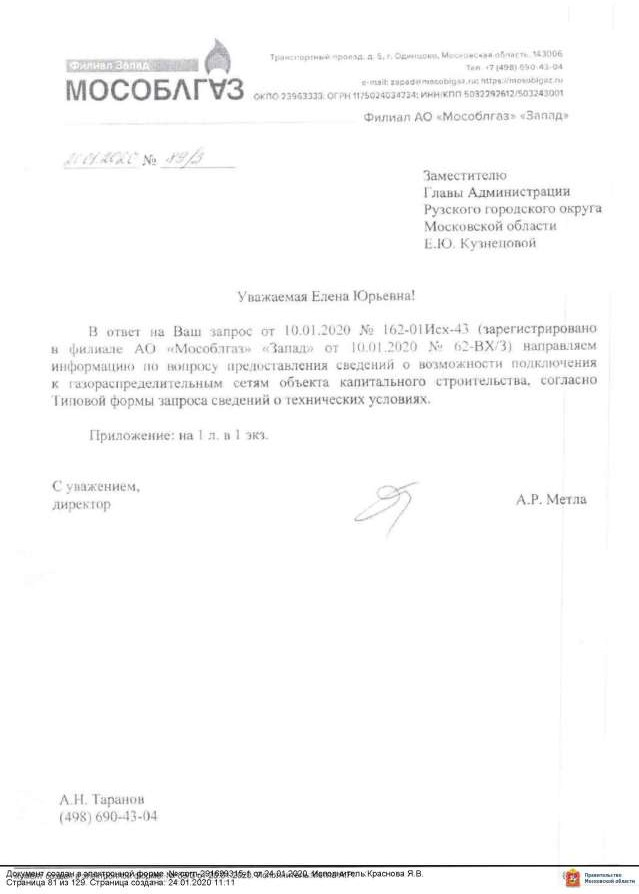 Филиал Запад
МОСОБЛГАЗ
Транспортный проезд, д. 5, г. Одинцово, Московская область, 143006
Тел. +7 (498) 690-43-04
e-mail: zapad@mosoblgaz.ru; https://mosoblgaz.ru
ОКПО 23963333; ОГРН 1175024034734; ИНН/КПП 5032292612/503243001
Филиал АО «Мособлгаз» «Запад»
2020 № 89/З
Заместителю
Главы Администрации
Рузского городского округа
Московской области
Е.Ю. Кузнецовой
Уважаемая Елена Юрьевна!
В ответ на Ваш запрос от 10.01.2020 № 162-01Исх-43 (зарегистрировано
в филиале АО «Мособлгаз» «Запад» от 10.01.2020 № 62-ВХ/З) направляем
информацию по вопросу предоставления сведений о возможности подключения
к газораспределительным сетям объекта капитального строительства, согласно
Типовой формы запроса сведений о технических условиях.
Приложение: на 1 л. в 1 экз.
С уважением,
директор
А.Р. Метла
А.Н. Таранов
(498) 690-43-04
Документ создан в электронной форме. № от 24.01.2020. Исполнитель: Краснова Я.В.
Страница 81 из 129. Страница создана: 24.01.2020 11:11
Правительство
Московской области